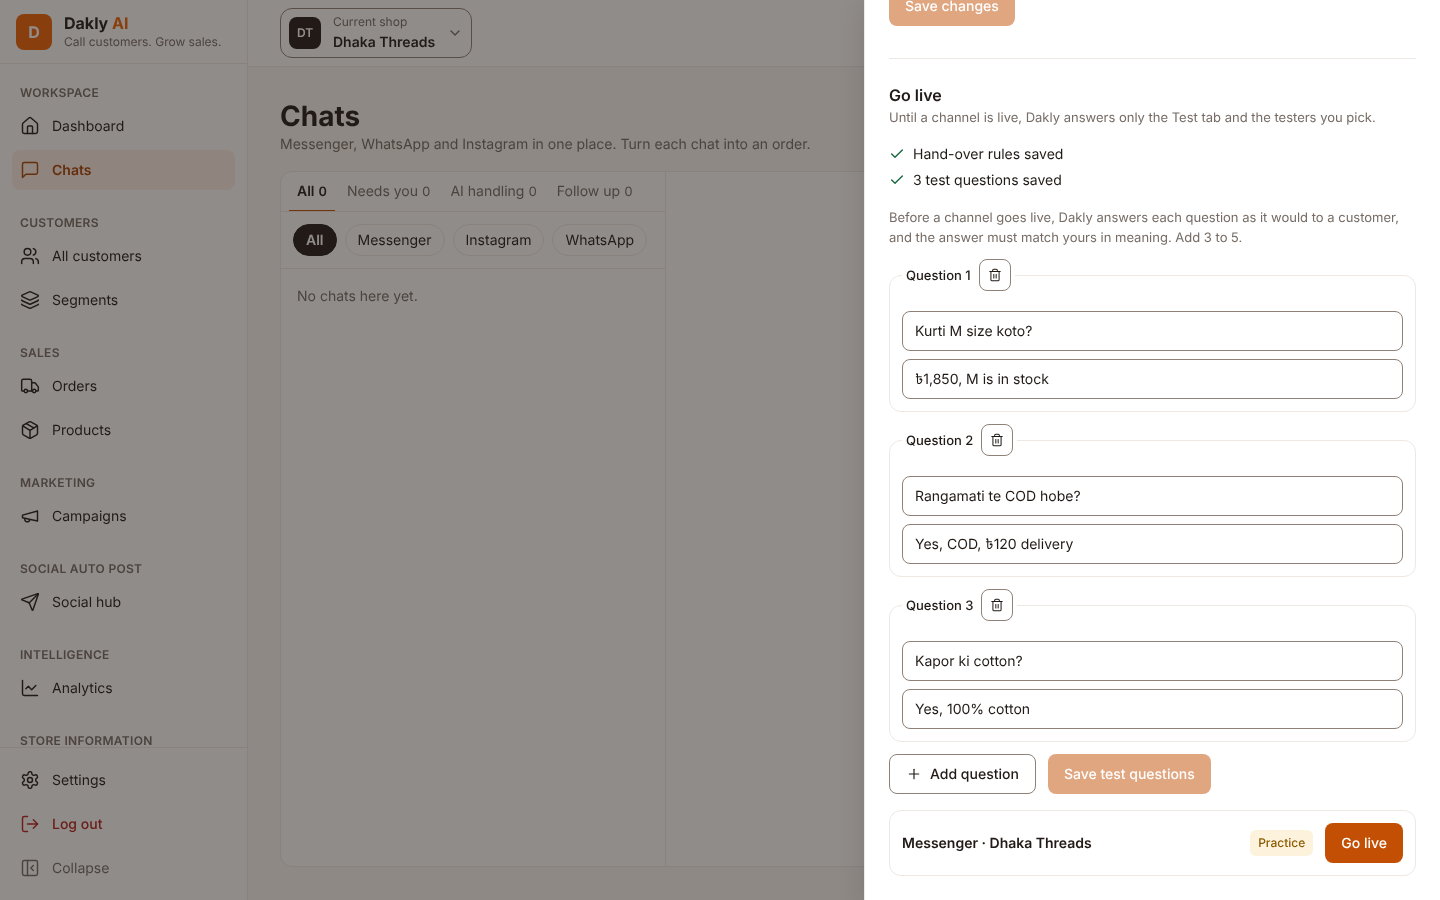 D
Dakly AI
Call customers. Grow sales.
WORKSPACE
Dashboard
Chats
CUSTOMERS
All customers
Segments
SALES
Orders
Products
MARKETING
Campaigns
SOCIAL AUTO POST
Social hub
INTELLIGENCE
Analytics
STORE INFORMATION
Settings
Log out
Collapse
DT
Current shop
Dhaka Threads
Chats
Messenger, WhatsApp and Instagram in one place. Turn each chat into an order.
All 0 Needs you 0 AI handling 0 Follow up 0
All Messenger Instagram WhatsApp
No chats here yet.
Save changes
Go live
Until a channel is live, Dakly answers only the Test tab and the testers you pick.
Hand-over rules saved
3 test questions saved
Before a channel goes live, Dakly answers each question as it would to a customer,
and the answer must match yours in meaning. Add 3 to 5.
Question 1
Kurti M size koto?
৳1,850, M is in stock
Question 2
Rangamati te COD hobe?
Yes, COD, ৳120 delivery
Question 3
Kapor ki cotton?
Yes, 100% cotton
Add question Save test questions
Messenger · Dhaka Threads Practice Go live